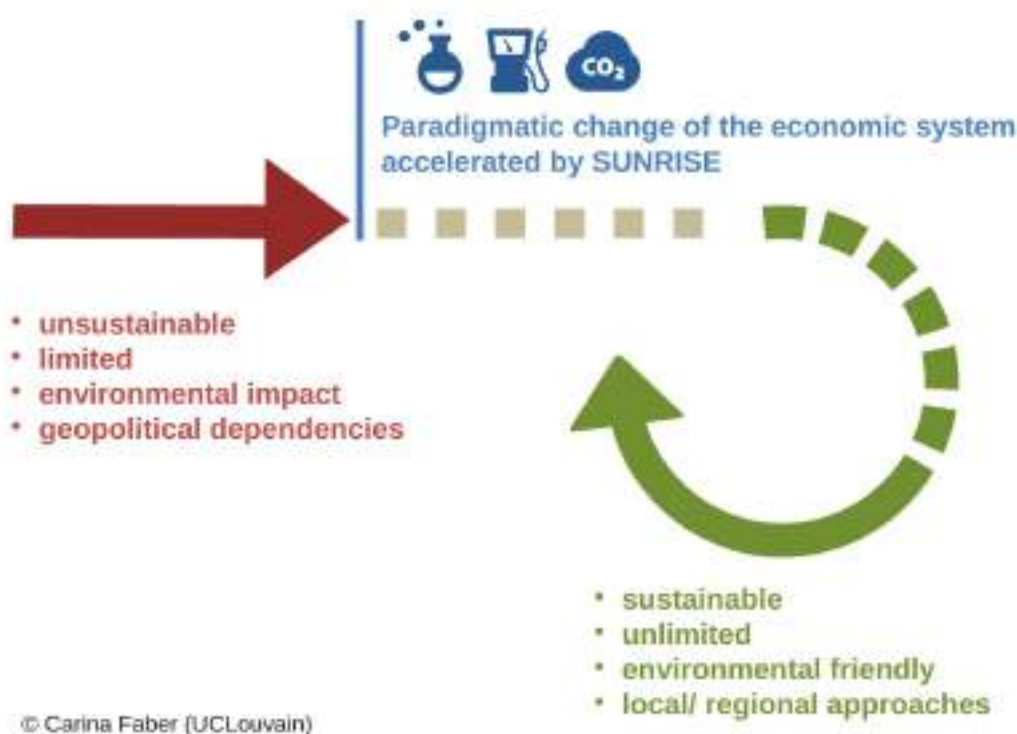 CO₂
Paradigmatic change of the economic system
accelerated by SUNRISE
• unsustainable
• limited
• environmental impact
• geopolitical dependencies
• sustainable
• unlimited
• environmental friendly
• local/ regional approaches
© Carina Faber (UCLouvain)